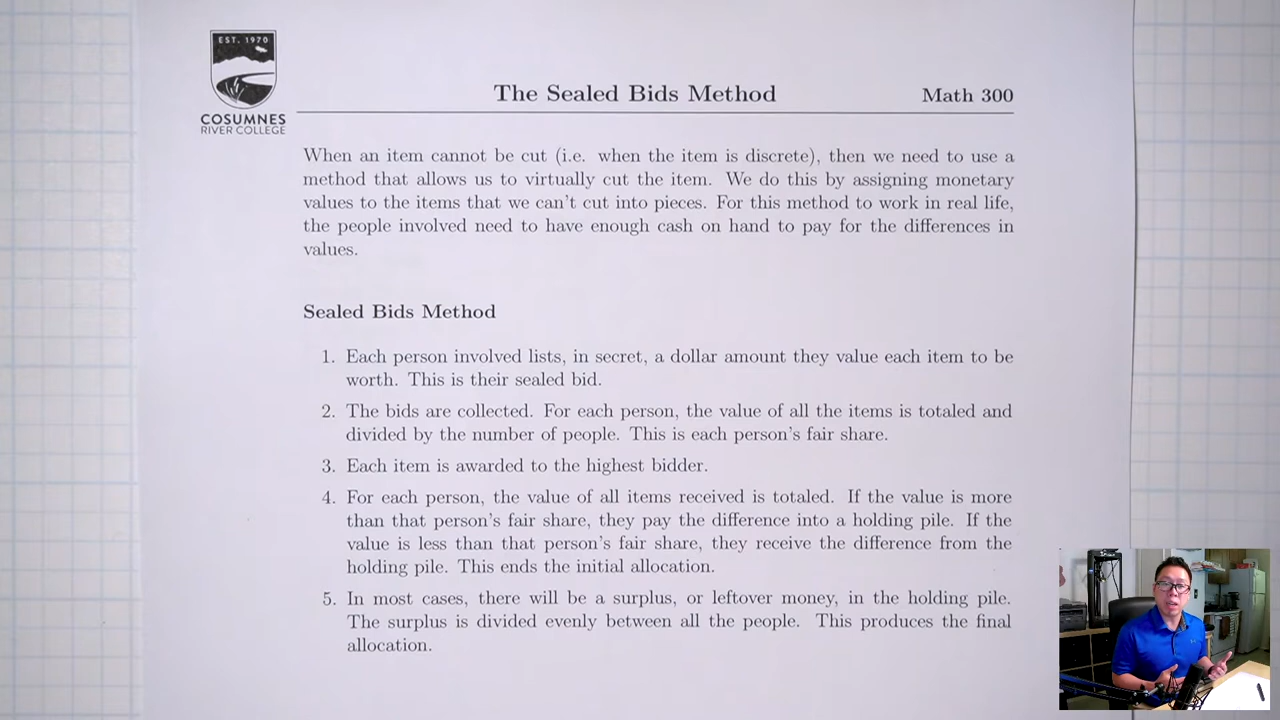 EST. 1970
COSUMNES
RIVER COLLEGE
The Sealed Bids Method
Math 300
When an item cannot be cut (i.e. when the item is discrete), then we need to use a
method that allows us to virtually cut the item. We do this by assigning monetary
values to the items that we can't cut into pieces. For this method to work in real life,
the people involved need to have enough cash on hand to pay for the differences in
values.
Sealed Bids Method
1. Each person involved lists, in secret, a dollar amount they value each item to be
worth. This is their sealed bid.
2. The bids are collected. For each person, the value of all the items is totaled and
divided by the number of people. This is each person's fair share.
3. Each item is awarded to the highest bidder.
4. For each person, the value of all items received is totaled. If the value is more
than that person's fair share, they pay the difference into a holding pile. If the
value is less than that person's fair share, they receive the difference from the
holding pile. This ends the initial allocation.
5. In most cases, there will be a surplus, or leftover money, in the holding pile.
The surplus is divided evenly between all the people. This produces the final
allocation.